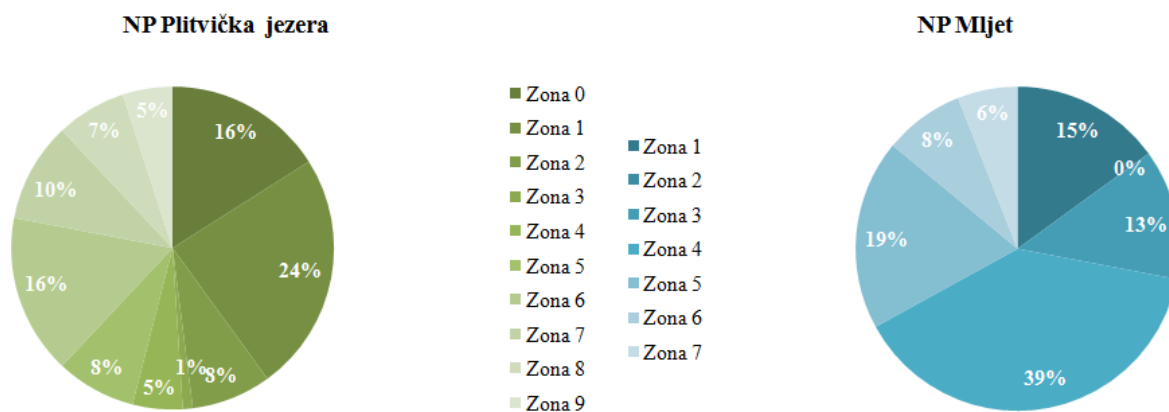 NP Plitvička jezera
16%
24%
8%
1%
5%
8%
16%
10%
7%
5%
Zona 0
Zona 1
Zona 2
Zona 3
Zona 4
Zona 5
Zona 6
Zona 7
Zona 8
Zona 9
NP Mljet
Zona 1
Zona 2
Zona 3
Zona 4
Zona 5
Zona 6
Zona 7
15%
0%
13%
39%
19%
8%
6%